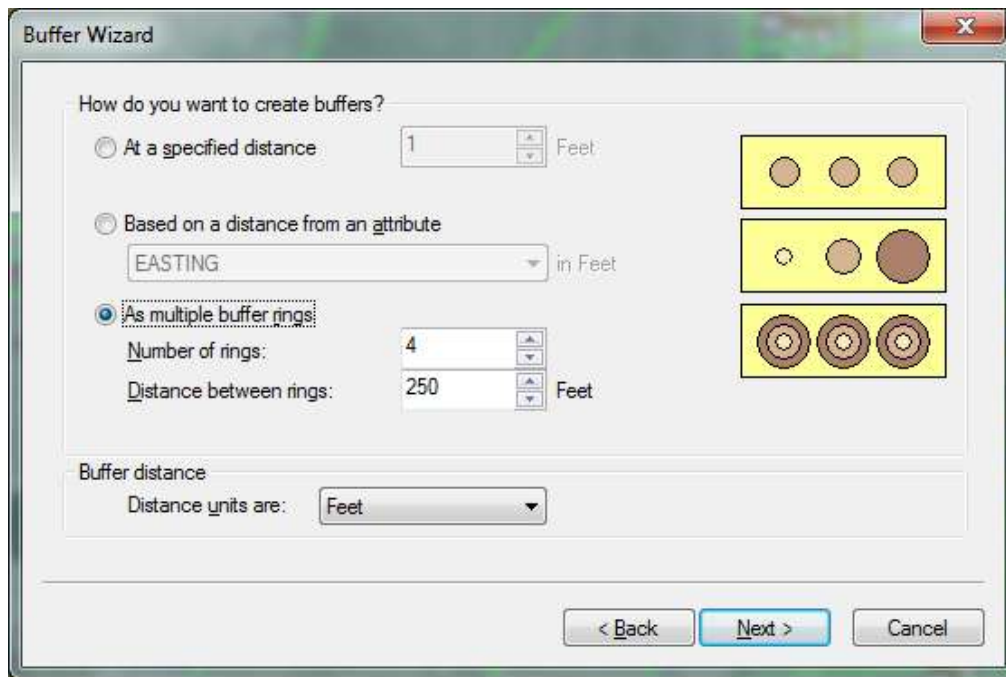 Buffer Wizard
X
How do you want to create buffers?
At a specified distance 1 Feet
Based on a distance from an attribute
EASTING in Feet
As multiple buffer rings
Number of rings: 4
Distance between rings: 250 Feet
Buffer distance
Distance units are: Feet
< Back Next > Cancel